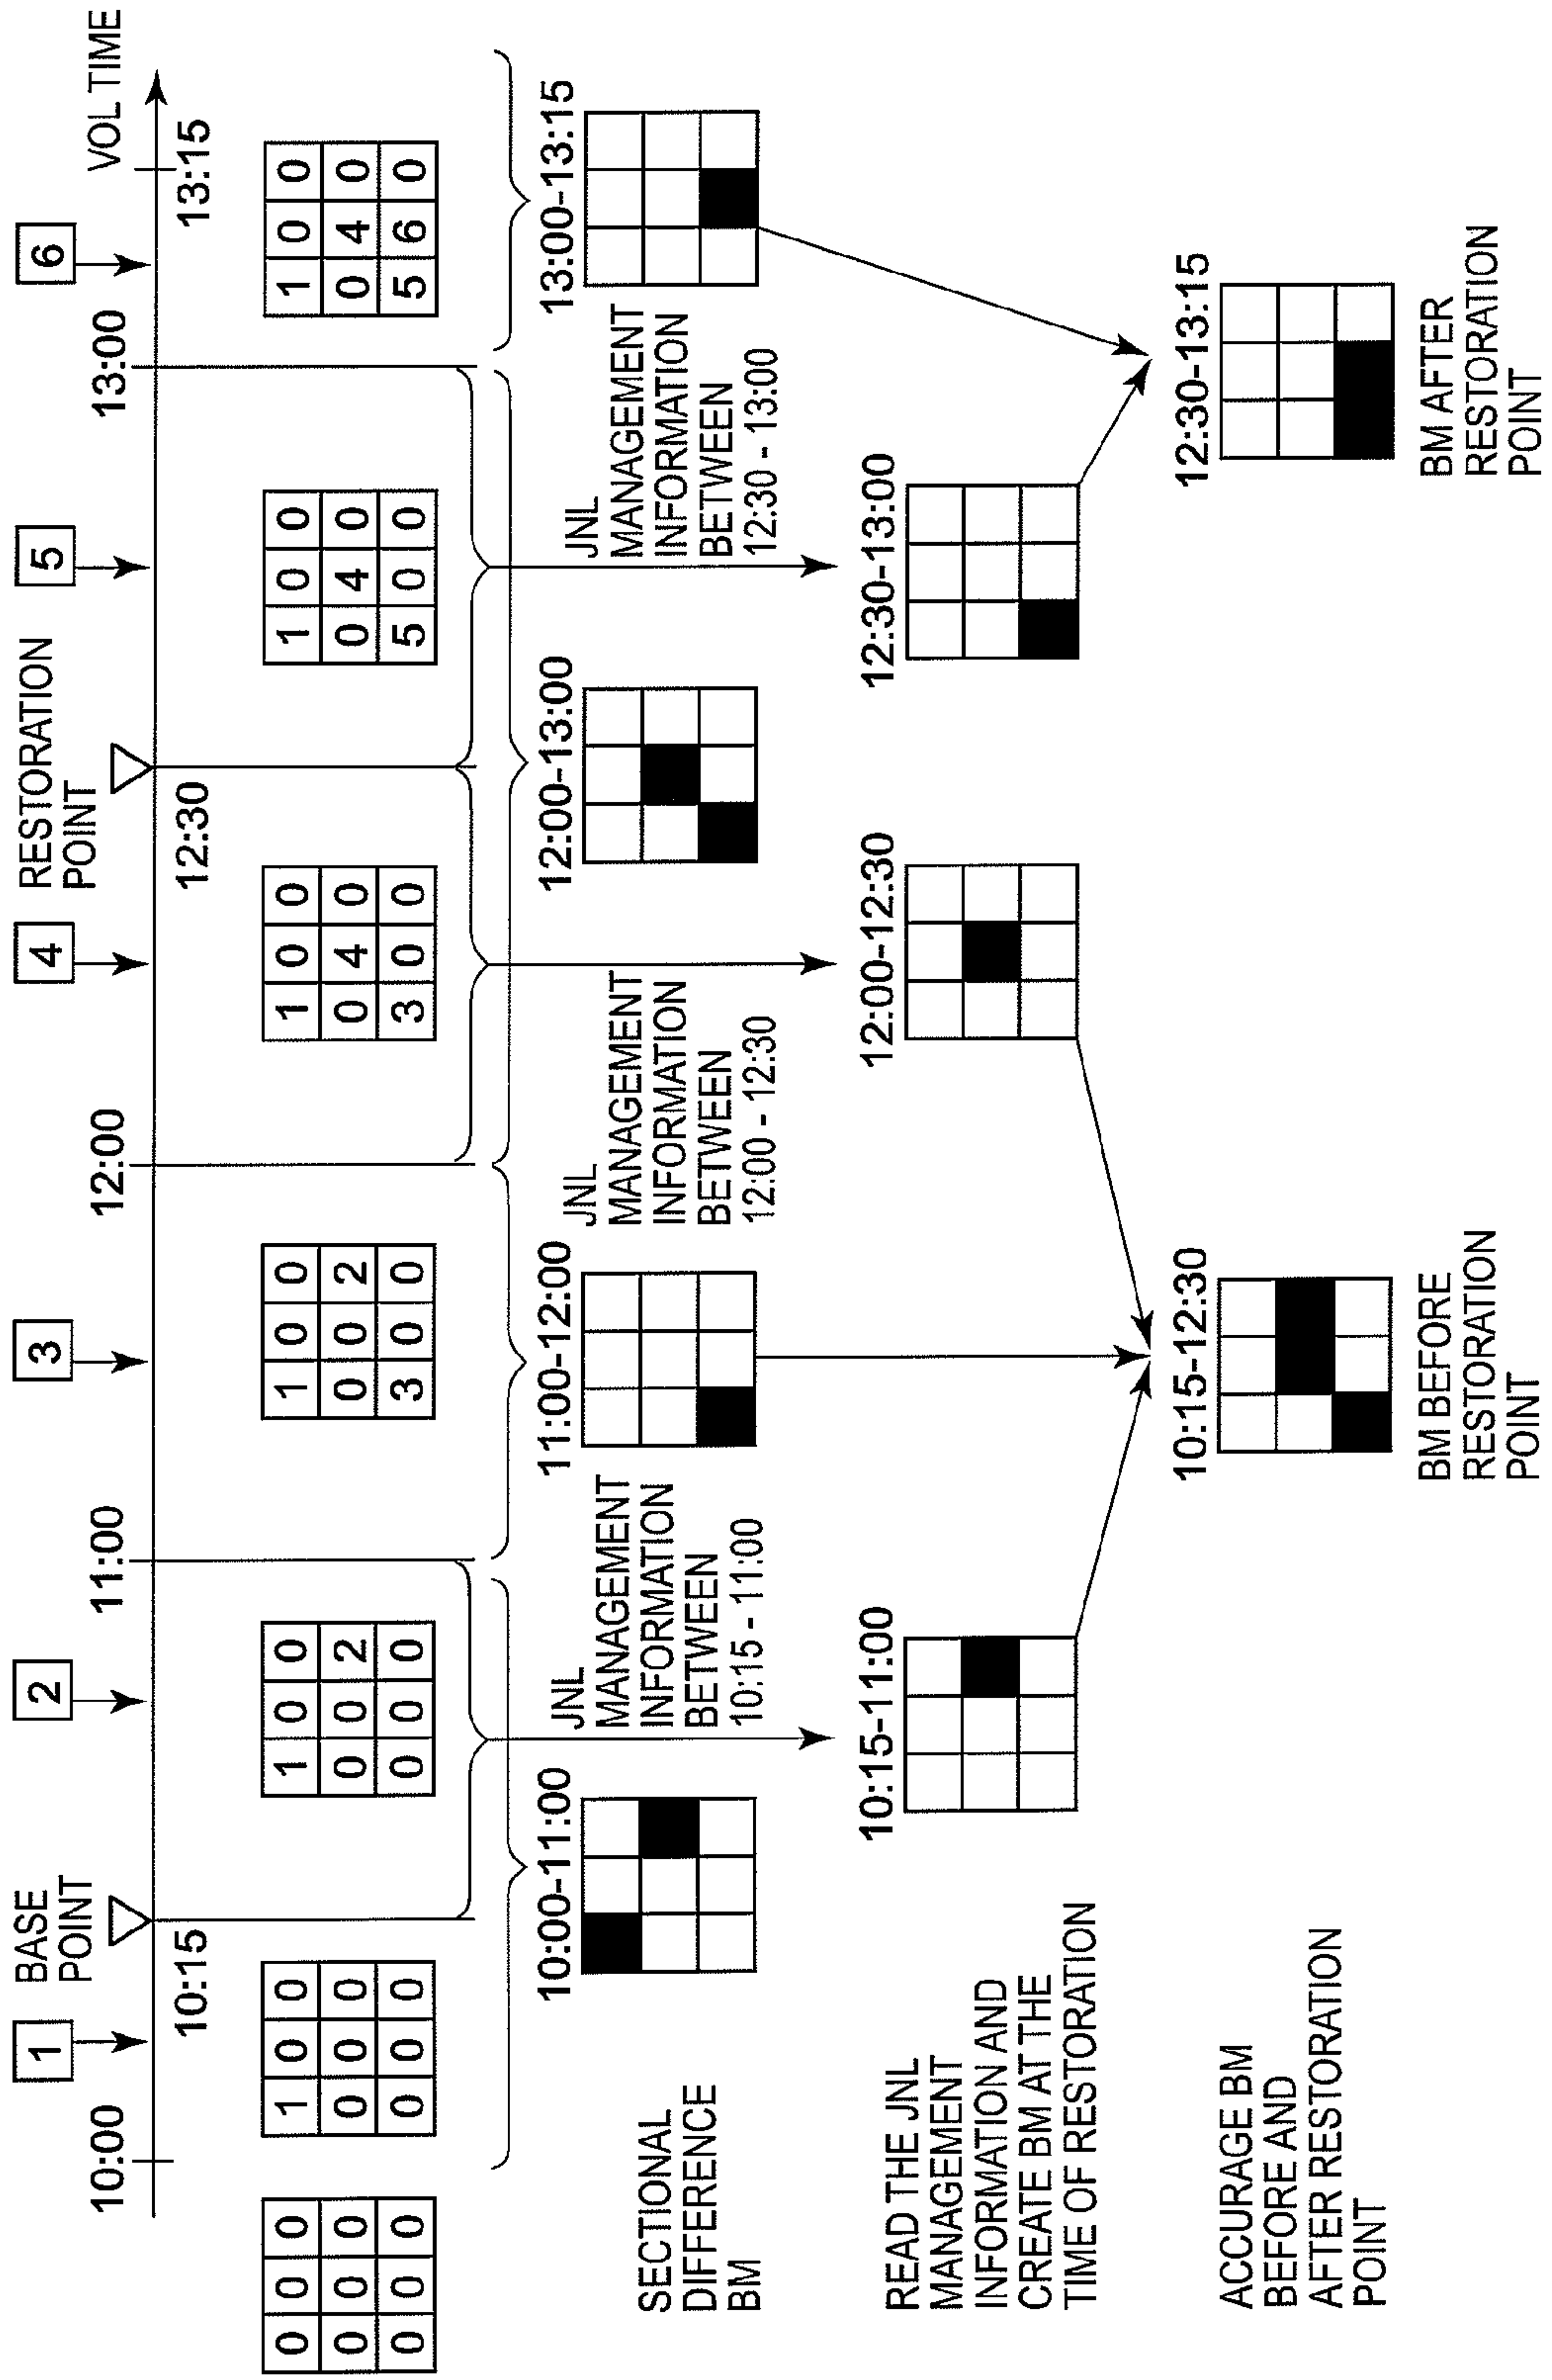 1
BASE
POINT
2
3
4
RESTORATION
POINT
5
6
10:00
11:00
12:00
13:00
VOL TIME
10:15
12:30
13:15
0 0 0
0 0 0
0 0 0
1 0 0
0 0 0
0 0 0
1 0 0
0 0 2
0 0 0
1 0 0
0 0 2
3 0 0
1 0 0
0 4 0
3 0 0
1 0 0
0 4 0
5 0 0
1 0 0
0 4 0
5 6 0
SECTIONAL
DIFFERENCE
BM
10:00-11:00
JNL
MANAGEMENT
INFORMATION
BETWEEN
10:15 - 11:00
11:00-12:00
JNL
MANAGEMENT
INFORMATION
BETWEEN
12:00 - 12:30
12:00-13:00
JNL
MANAGEMENT
INFORMATION
BETWEEN
12:30 - 13:00
13:00-13:15
READ THE JNL
MANAGEMENT
INFORMATION AND
CREATE BM AT THE
TIME OF RESTORATION
10:15-11:00
12:00-12:30
12:30-13:00
ACCURAGE BM
BEFORE AND
AFTER RESTORATION
POINT
10:15-12:30
BM BEFORE
RESTORATION
POINT
12:30-13:15
BM AFTER
RESTORATION
POINT